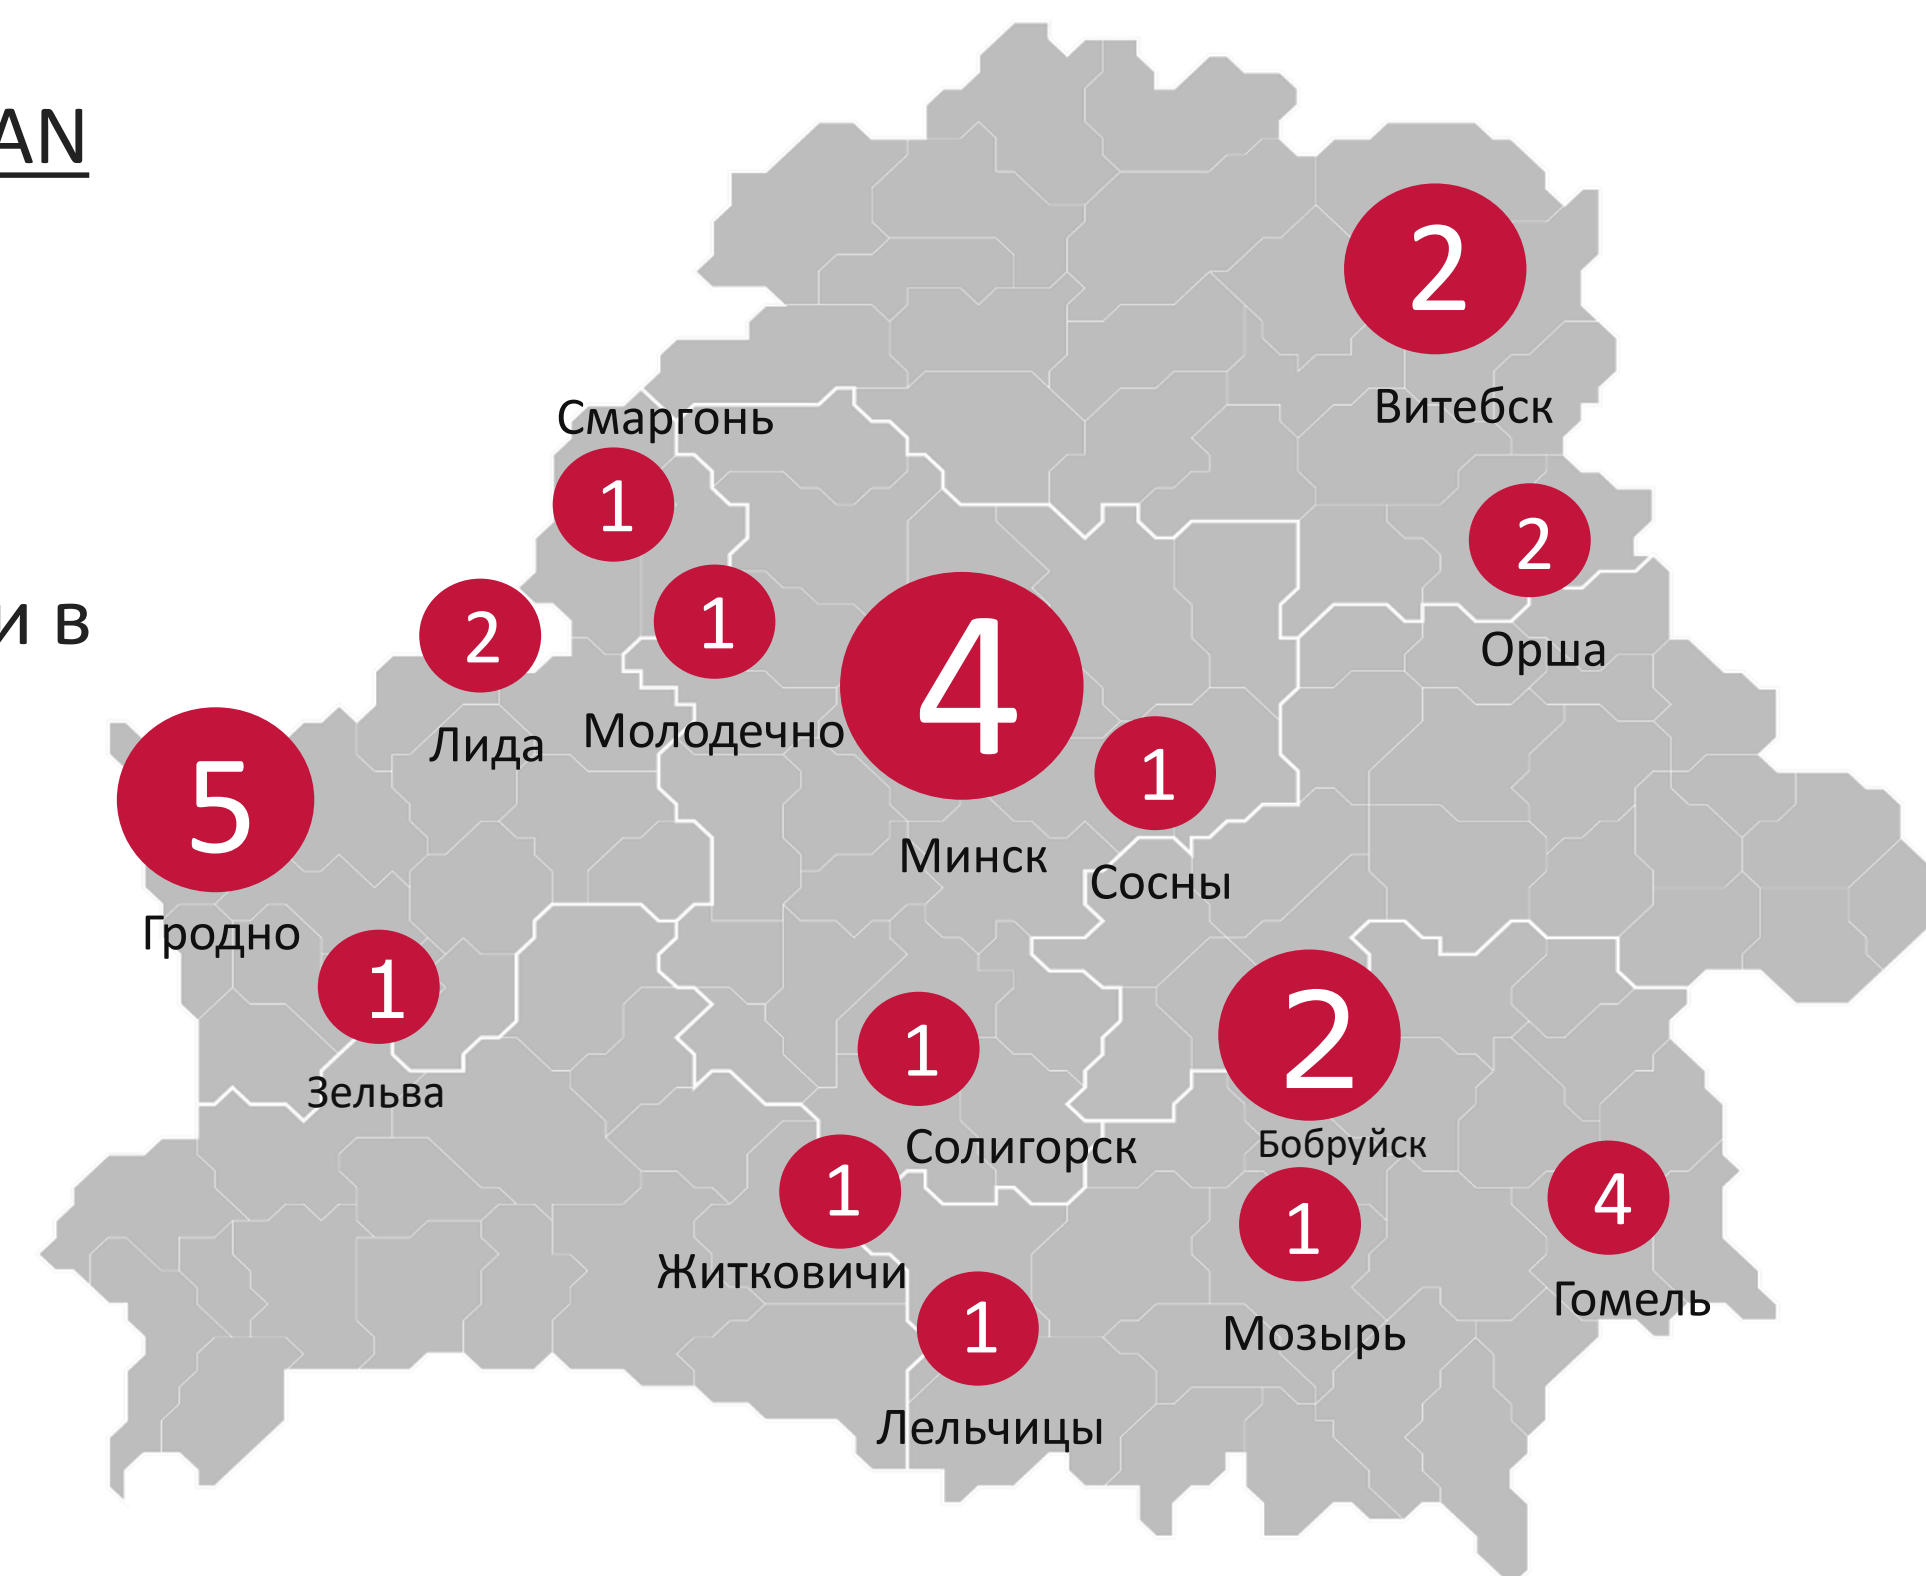 AN
и в
2
Витебск
Смаргонь
1
2
Орша
2
Лида
1
Молодечно
4
Минск
1
Сосны
5
Гродно
1
Зельва
1
Солигорск
2
Бобруйск
1
Житковичи
1
Мозырь
4
Гомель
1
Лельчицы